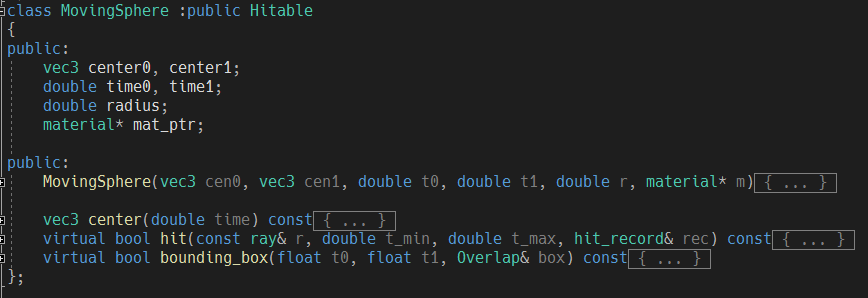 class MovingSphere :public Hitable
{
public:
    vec3 center0, center1;
    double time0, time1;
    double radius;
    material* mat_ptr;

public:
    MovingSphere(vec3 cen0, vec3 cen1, double t0, double t1, double r, material* m){ ... }

    vec3 center(double time) const{ ... }
    virtual bool hit(const ray& r, double t_min, double t_max, hit_record& rec) const{ ... }
    virtual bool bounding_box(float t0, float t1, Overlap& box) const{ ... }
};